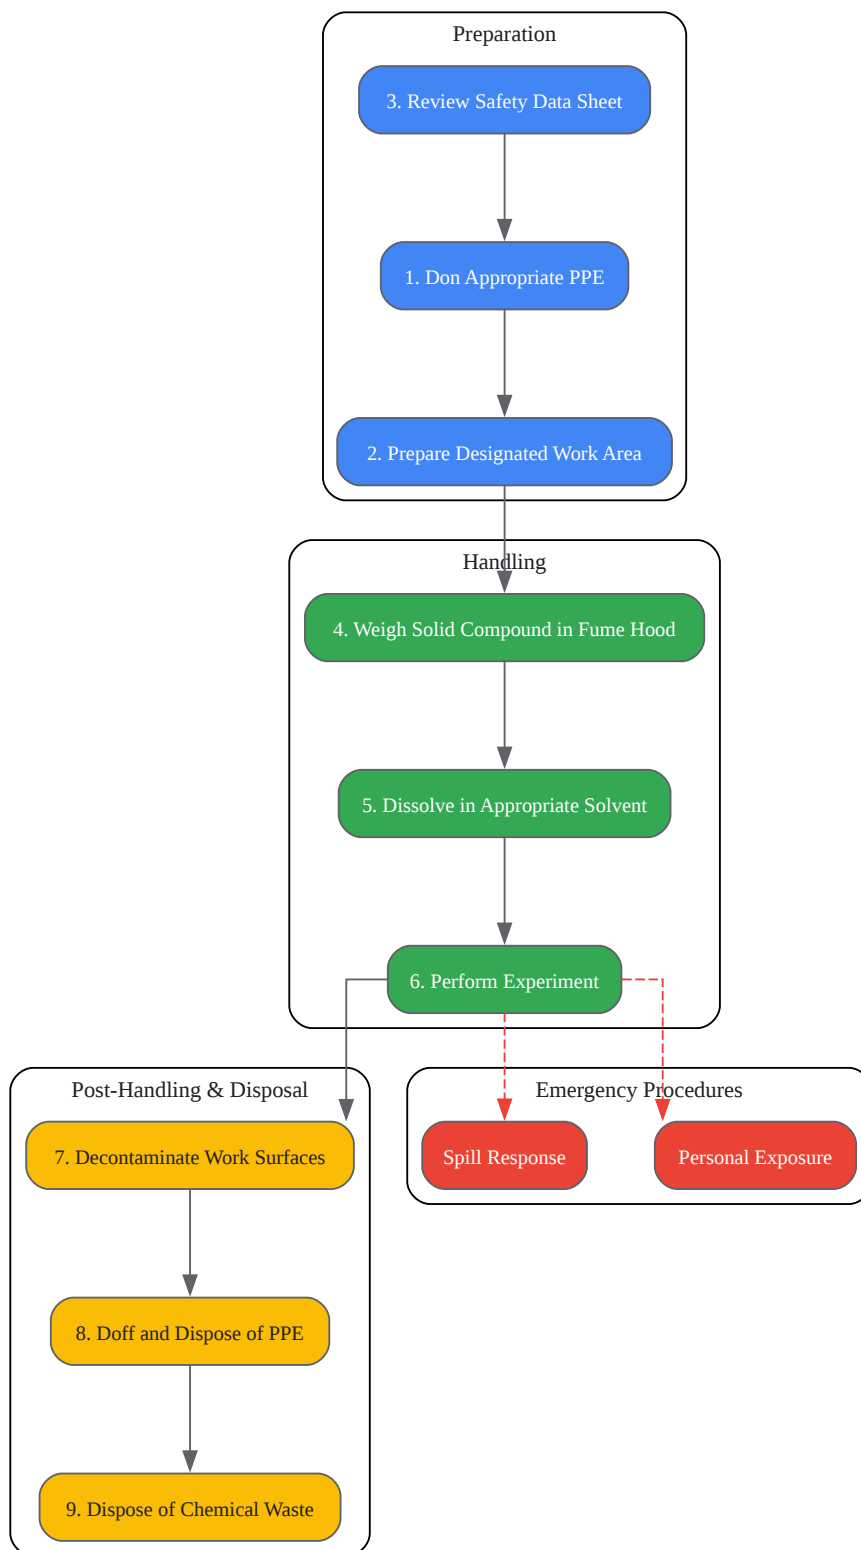 Preparation
3. Review Safety Data Sheet
1. Don Appropriate PPE
2. Prepare Designated Work Area
Handling
4. Weigh Solid Compound in Fume Hood
5. Dissolve in Appropriate Solvent
6. Perform Experiment
Post-Handling & Disposal
7. Decontaminate Work Surfaces
8. Doff and Dispose of PPE
9. Dispose of Chemical Waste
Emergency Procedures
Spill Response
Personal Exposure